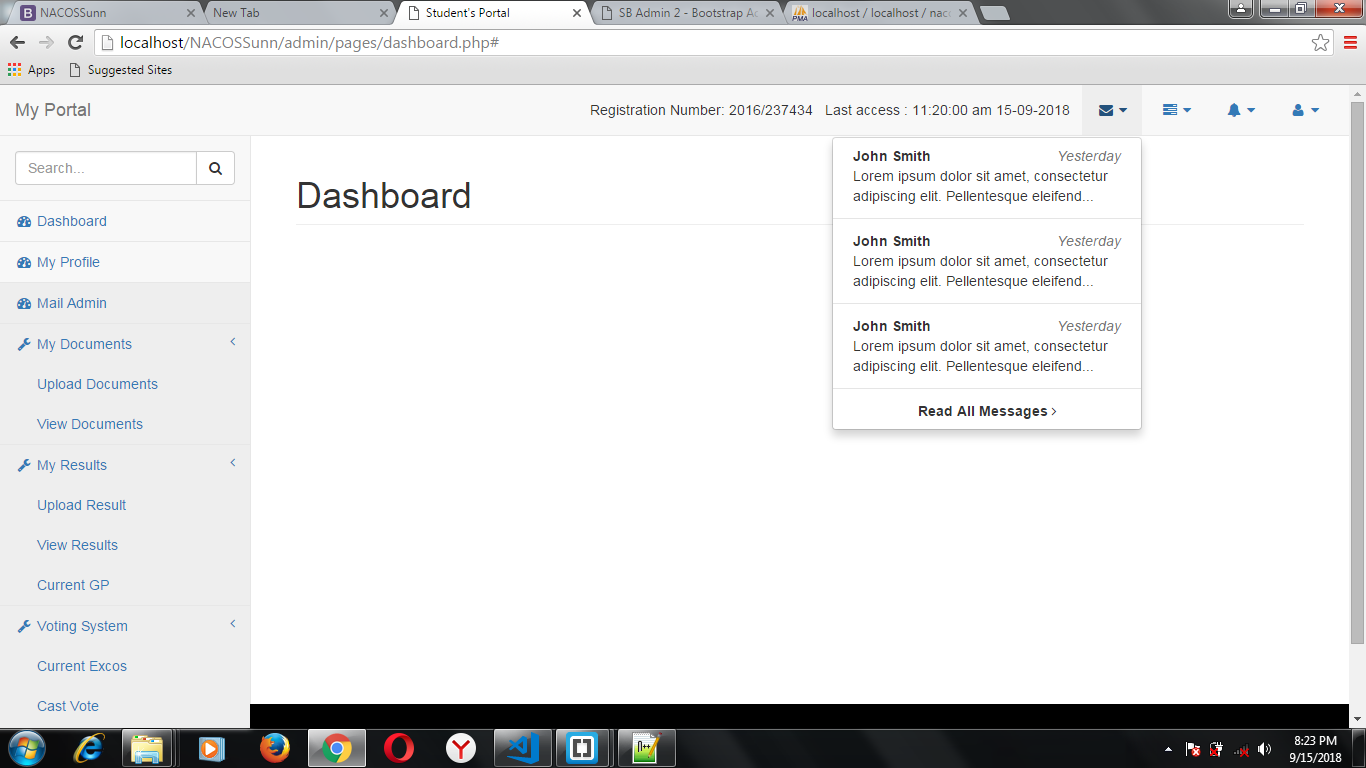 NACOSSunn
New Tab
Student's Portal
SB Admin 2 - Bootstrap Ac
localhost / localhost / naco
localhost/NACOSSunn/admin/pages/dashboard.php#
Apps
Suggested Sites
My Portal
Registration Number: 2016/237434 Last access : 11:20:00 am 15-09-2018
Search...
Dashboard
My Profile
Mail Admin
My Documents
Upload Documents
View Documents
My Results
Upload Result
View Results
Current GP
Voting System
Current Excos
Cast Vote
Dashboard
John Smith Yesterday
Lorem ipsum dolor sit amet, consectetur
adipiscing elit. Pellentesque eleifend...
John Smith Yesterday
Lorem ipsum dolor sit amet, consectetur
adipiscing elit. Pellentesque eleifend...
John Smith Yesterday
Lorem ipsum dolor sit amet, consectetur
adipiscing elit. Pellentesque eleifend...
Read All Messages >
8:23 PM
9/15/2018